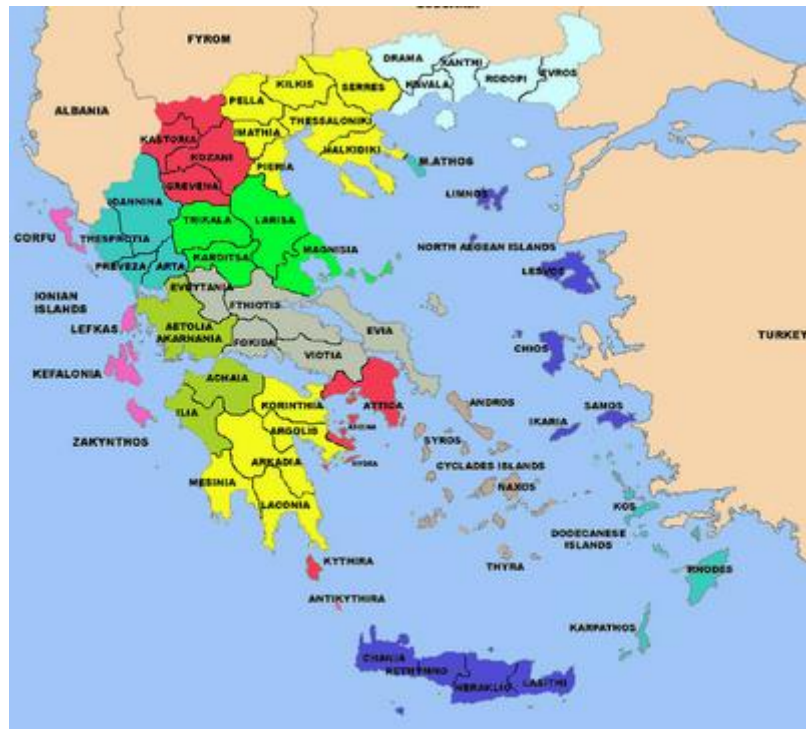 FYROM
ALBANIA
TURKEY
DRAMA
XANTHI
KAVALA
RODOPI
EVROS
PELLA
KILKIS
SERRES
THESSALONIKI
IMATHIA
HALKIDIKI
PIERIA
M.ATHOS
KASTORIA
KOZANI
GREVENA
IOANNINA
THESPROTIA
PREVEZA
ARTA
TRIKALA
LARISA
KARDITSA
MAGNISIA
LIMNOS
NORTH AEGEAN ISLANDS
LESVOS
CORFU
IONIAN
ISLANDS
LEFKAS
KEFALONIA
ZAKYNTHOS
EVRYTANIA
FTHIOTIS
AETOLIA
AKARNANIA
FOKIDA
VIOTIA
EVIA
CHIOS
ACHAIA
ILIA
KORINTHIA
ATTICA
ARGOLIS
ARKADIA
MESINIA
LACONIA
ANDROS
SYROS
IKARIA
SAMOS
CYCLADES ISLANDS
NAXOS
KOS
DODECANESE
ISLANDS
THYRA
RHODES
KARPATHOS
KYTHIRA
ANTIKYTHIRA
CHANIA
RETHYMNO
HERAKLIO
LASITHI